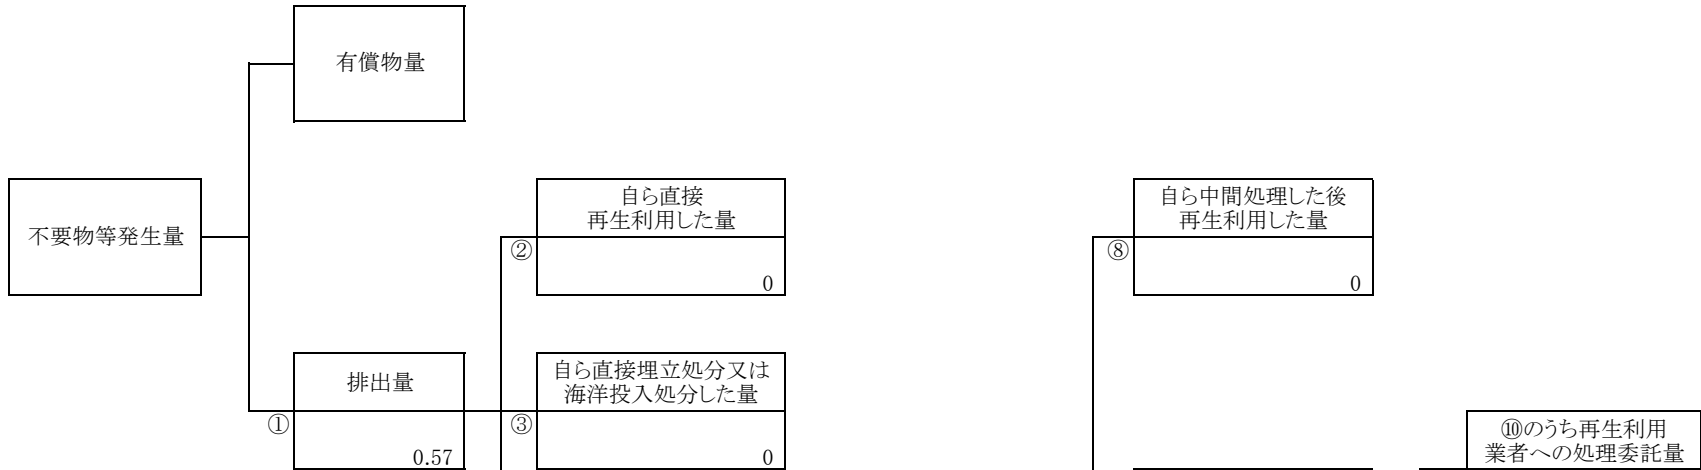 有償物量
不要物等発生量
自ら直接
再生利用した量
②
0
自ら中間処理した後
再生利用した量
⑧
0
排出量
①
0.57
自ら直接埋立処分又は
海洋投入処分した量
③
0
⑩のうち再生利用
業者への処理委託量